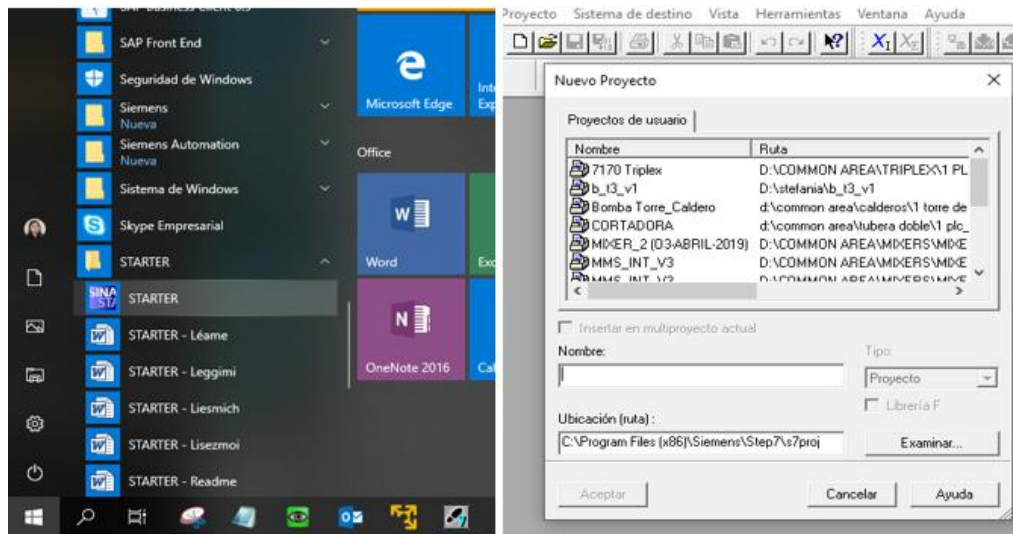 SAP Business Client 6.5
SAP Front End
Seguridad de Windows
Siemens
Nueva
Siemens Automation
Nueva
Sistema de Windows
Skype Empresarial
STARTER
STARTER
STARTER - Léame
STARTER - Leggimi
STARTER - Liesmich
STARTER - Lisezmoi
STARTER - Readme
Microsoft Edge
Office
Word
OneNote 2016
Proyecto Sistema de destino Vista Herramientas Ventana Ayuda
Nuevo Proyecto
Proyectos de usuario
Nombre Ruta
7170 Triplex D:\COMMON AREA\TRIPLEX\1 PL
b_t3_v1 D:\stefania\b_t3_v1
Bomba Torre_Caldero d:\common area\calderos\1 torre de
CORTADORA d:\common area\tubera doble\1 plc_
MIXER_2 (03-ABRIL-2019) D:\COMMON AREA\MIXERS\MIXE
MMS_INT_V3 D:\COMMON AREA\MIXERS\MIXE
Insertar en multiproyecto actual
Nombre: Tipo:
Proyecto
Librería F
Ubicación (ruta) :
C:\Program Files (x86)\Siemens\Step7\s7proj Examinar...
Aceptar Cancelar Ayuda